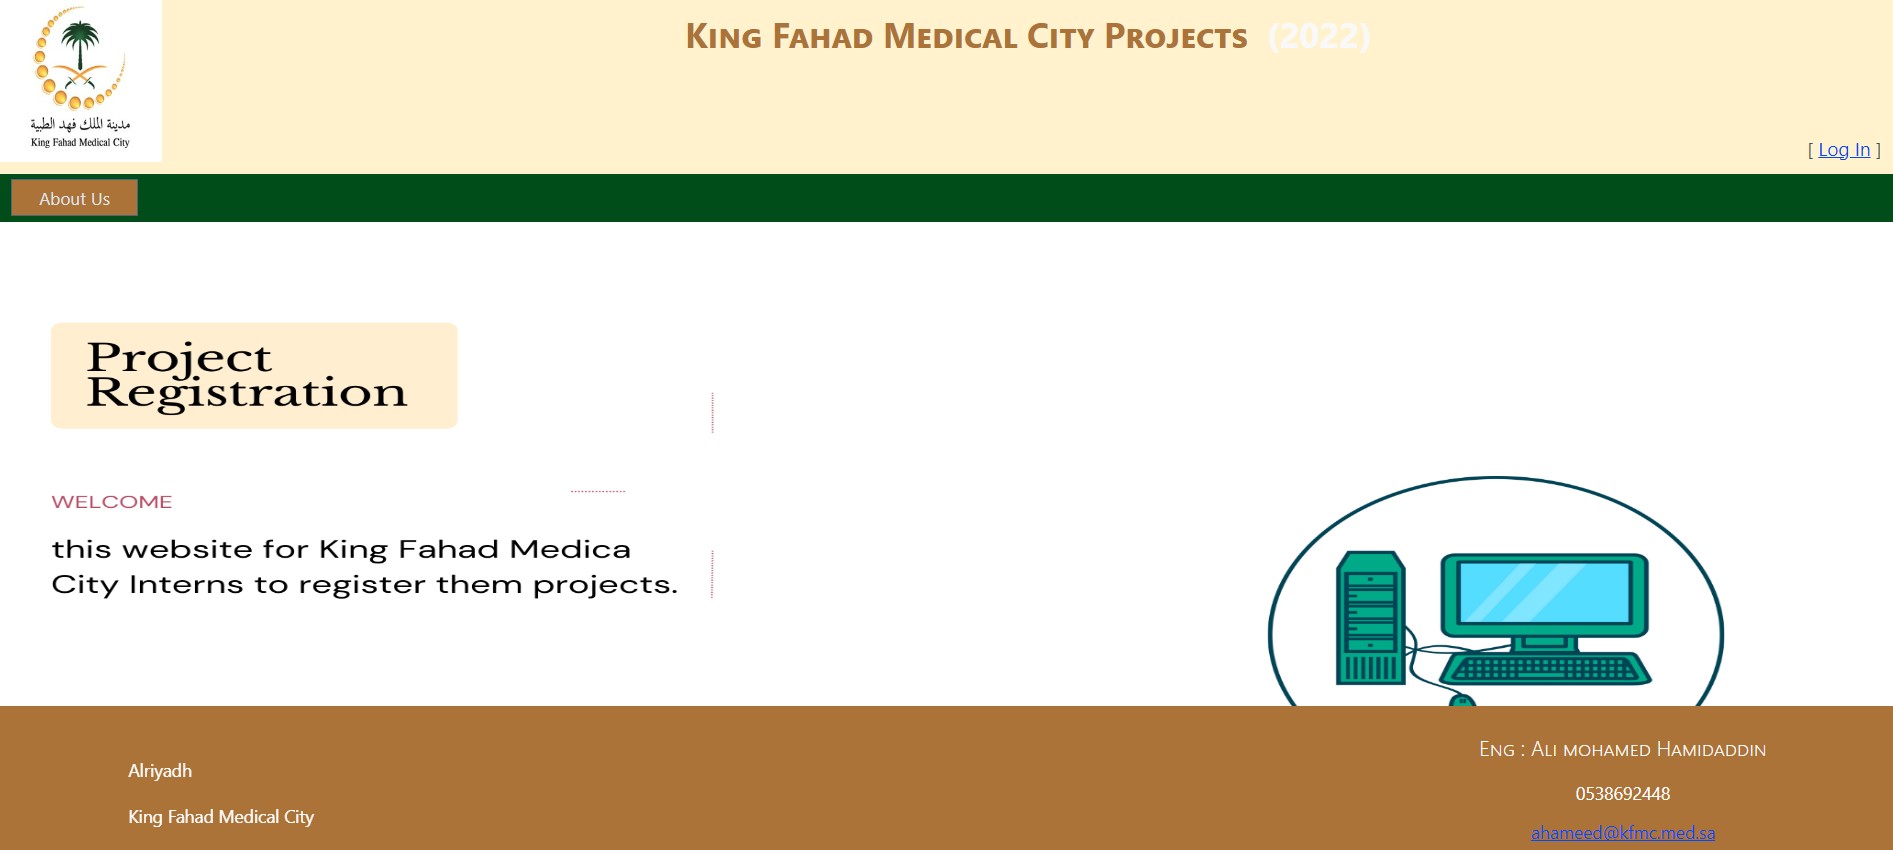 مدينة الملك فهد الطبية
King Fahad Medical City
King Fahad Medical City Projects (2022)
[ Log In ]
About Us
Project
Registration
WELCOME
this website for King Fahad Medica
City Interns to register them projects.
Alriyadh
King Fahad Medical City
Eng : Ali mohamed Hamidaddin
0538692448
ahameed@kfmc.med.sa